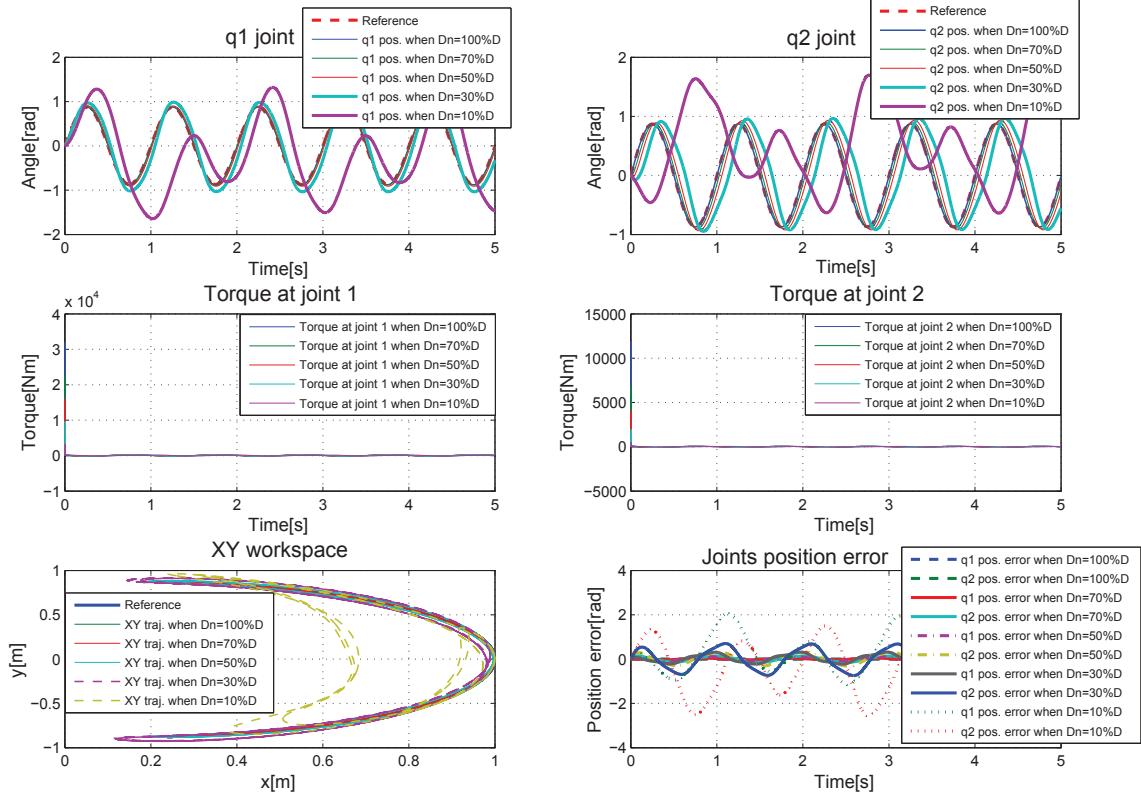 q1 joint
Reference
q1 pos. when Dn=100%D
q1 pos. when Dn=70%D
q1 pos. when Dn=50%D
q1 pos. when Dn=30%D
q1 pos. when Dn=10%D
Angle[rad]
2
1
0
−1
−2
0 1 2 3 4 5
Time[s]
q2 joint
Reference
q2 pos. when Dn=100%D
q2 pos. when Dn=70%D
q2 pos. when Dn=50%D
q2 pos. when Dn=30%D
q2 pos. when Dn=10%D
Angle[rad]
2
1
0
−1
0 1 2 3 4 5
Time[s]
Torque at joint 1
x 10^4
Torque at joint 1 when Dn=100%D
Torque at joint 1 when Dn=70%D
Torque at joint 1 when Dn=50%D
Torque at joint 1 when Dn=30%D
Torque at joint 1 when Dn=10%D
Torque[Nm]
4
3
2
1
0
−1
0 1 2 3 4 5
Time[s]
Torque at joint 2
Torque at joint 2 when Dn=100%D
Torque at joint 2 when Dn=70%D
Torque at joint 2 when Dn=50%D
Torque at joint 2 when Dn=30%D
Torque at joint 2 when Dn=10%D
Torque[Nm]
15000
10000
5000
0
−5000
0 1 2 3 4 5
Time[s]
XY workspace
Reference
XY traj. when Dn=100%D
XY traj. when Dn=70%D
XY traj. when Dn=50%D
XY traj. when Dn=30%D
XY traj. when Dn=10%D
y[m]
1
0.5
0
−0.5
−1
0 0.2 0.4 0.6 0.8 1
x[m]
Joints position error
q1 pos. error when Dn=100%D
q2 pos. error when Dn=100%D
q1 pos. error when Dn=70%D
q2 pos. error when Dn=70%D
q1 pos. error when Dn=50%D
q2 pos. error when Dn=50%D
q1 pos. error when Dn=30%D
q2 pos. error when Dn=30%D
q1 pos. error when Dn=10%D
q2 pos. error when Dn=10%D
Position error[rad]
4
2
0
−2
−4
0 1 2 3 4 5
Time[s]